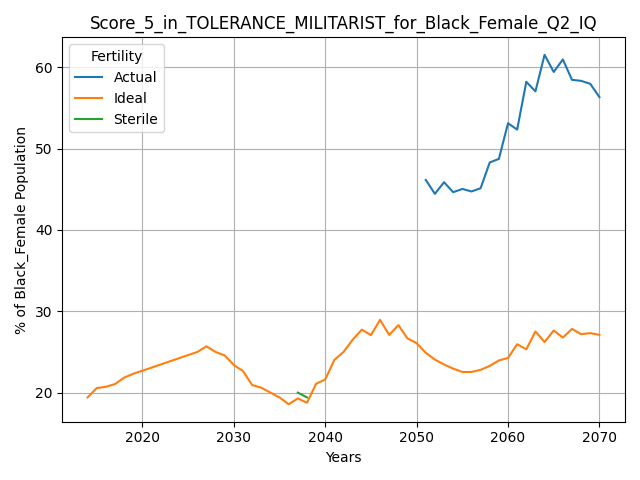 Score_5_in_TOLERANCE_MILITARIST_for_Black_Female_Q2_IQ
Fertility
Actual
Ideal
Sterile
% of Black_Female Population
60
50
40
30
20
2020
2030
2040
2050
2060
2070
Years